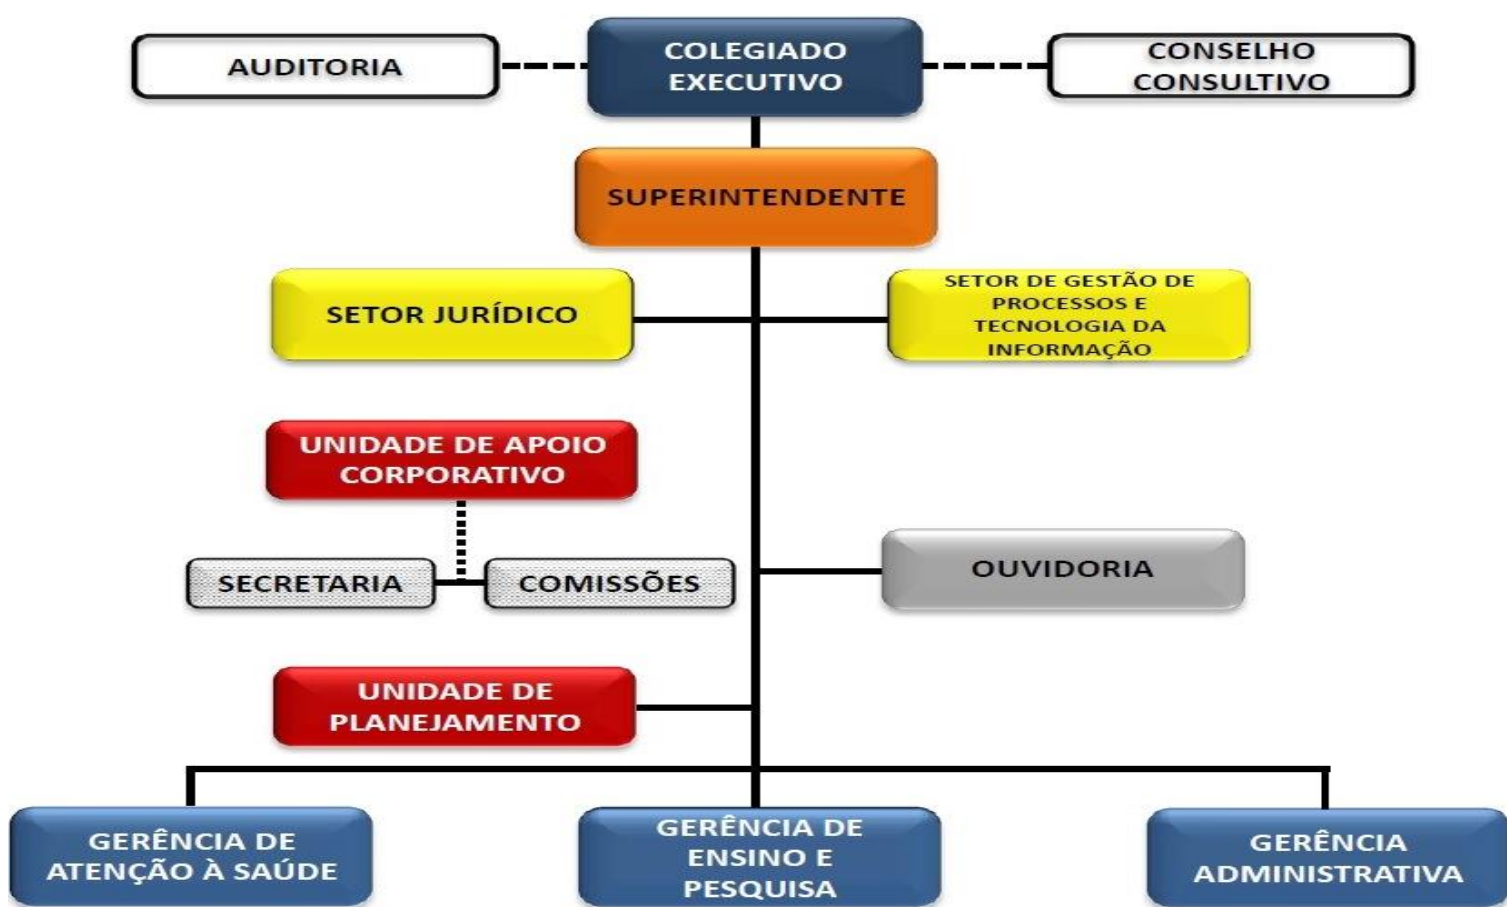 AUDITORIA
COLEGIADO
EXECUTIVO
CONSELHO
CONSULTIVO
SUPERINTENDENTE
SETOR JURÍDICO
SETOR DE GESTÃO DE
PROCESSOS E
TECNOLOGIA DA
INFORMAÇÃO
UNIDADE DE APOIO
CORPORATIVO
SECRETARIA
COMISSÕES
OUVIDORIA
UNIDADE DE
PLANEJAMENTO
GERÊNCIA DE
ATENÇÃO À SAÚDE
GERÊNCIA DE
ENSINO E
PESQUISA
GERÊNCIA
ADMINISTRATIVA